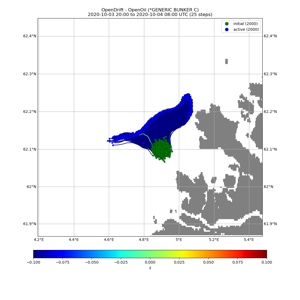 OpenDrift - OpenOil (*GENERIC BUNKER C)
2020-10-03 20:00 to 2020-10-04 08:00 UTC (25 steps)
initial (2000)
active (2000)
62.4°N 62.4°N
62.3°N 62.3°N
62.2°N 62.2°N
62.1°N 62.1°N
62°N 62°N
61.9°N 61.9°N
4.2°E 4.4°E 4.6°E 4.8°E 5°E 5.2°E 5.4°E
-0.100 -0.075 -0.050 -0.025 0.000 0.025 0.050 0.075 0.100